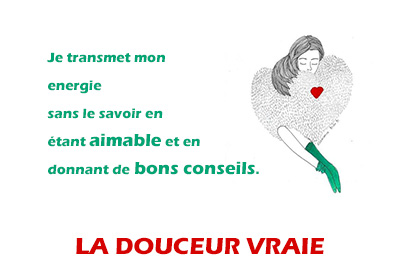 Je transmet mon
energie
sans le savoir en
étant aimable et en
donnant de bons conseils.
LA DOUCEUR VRAIE